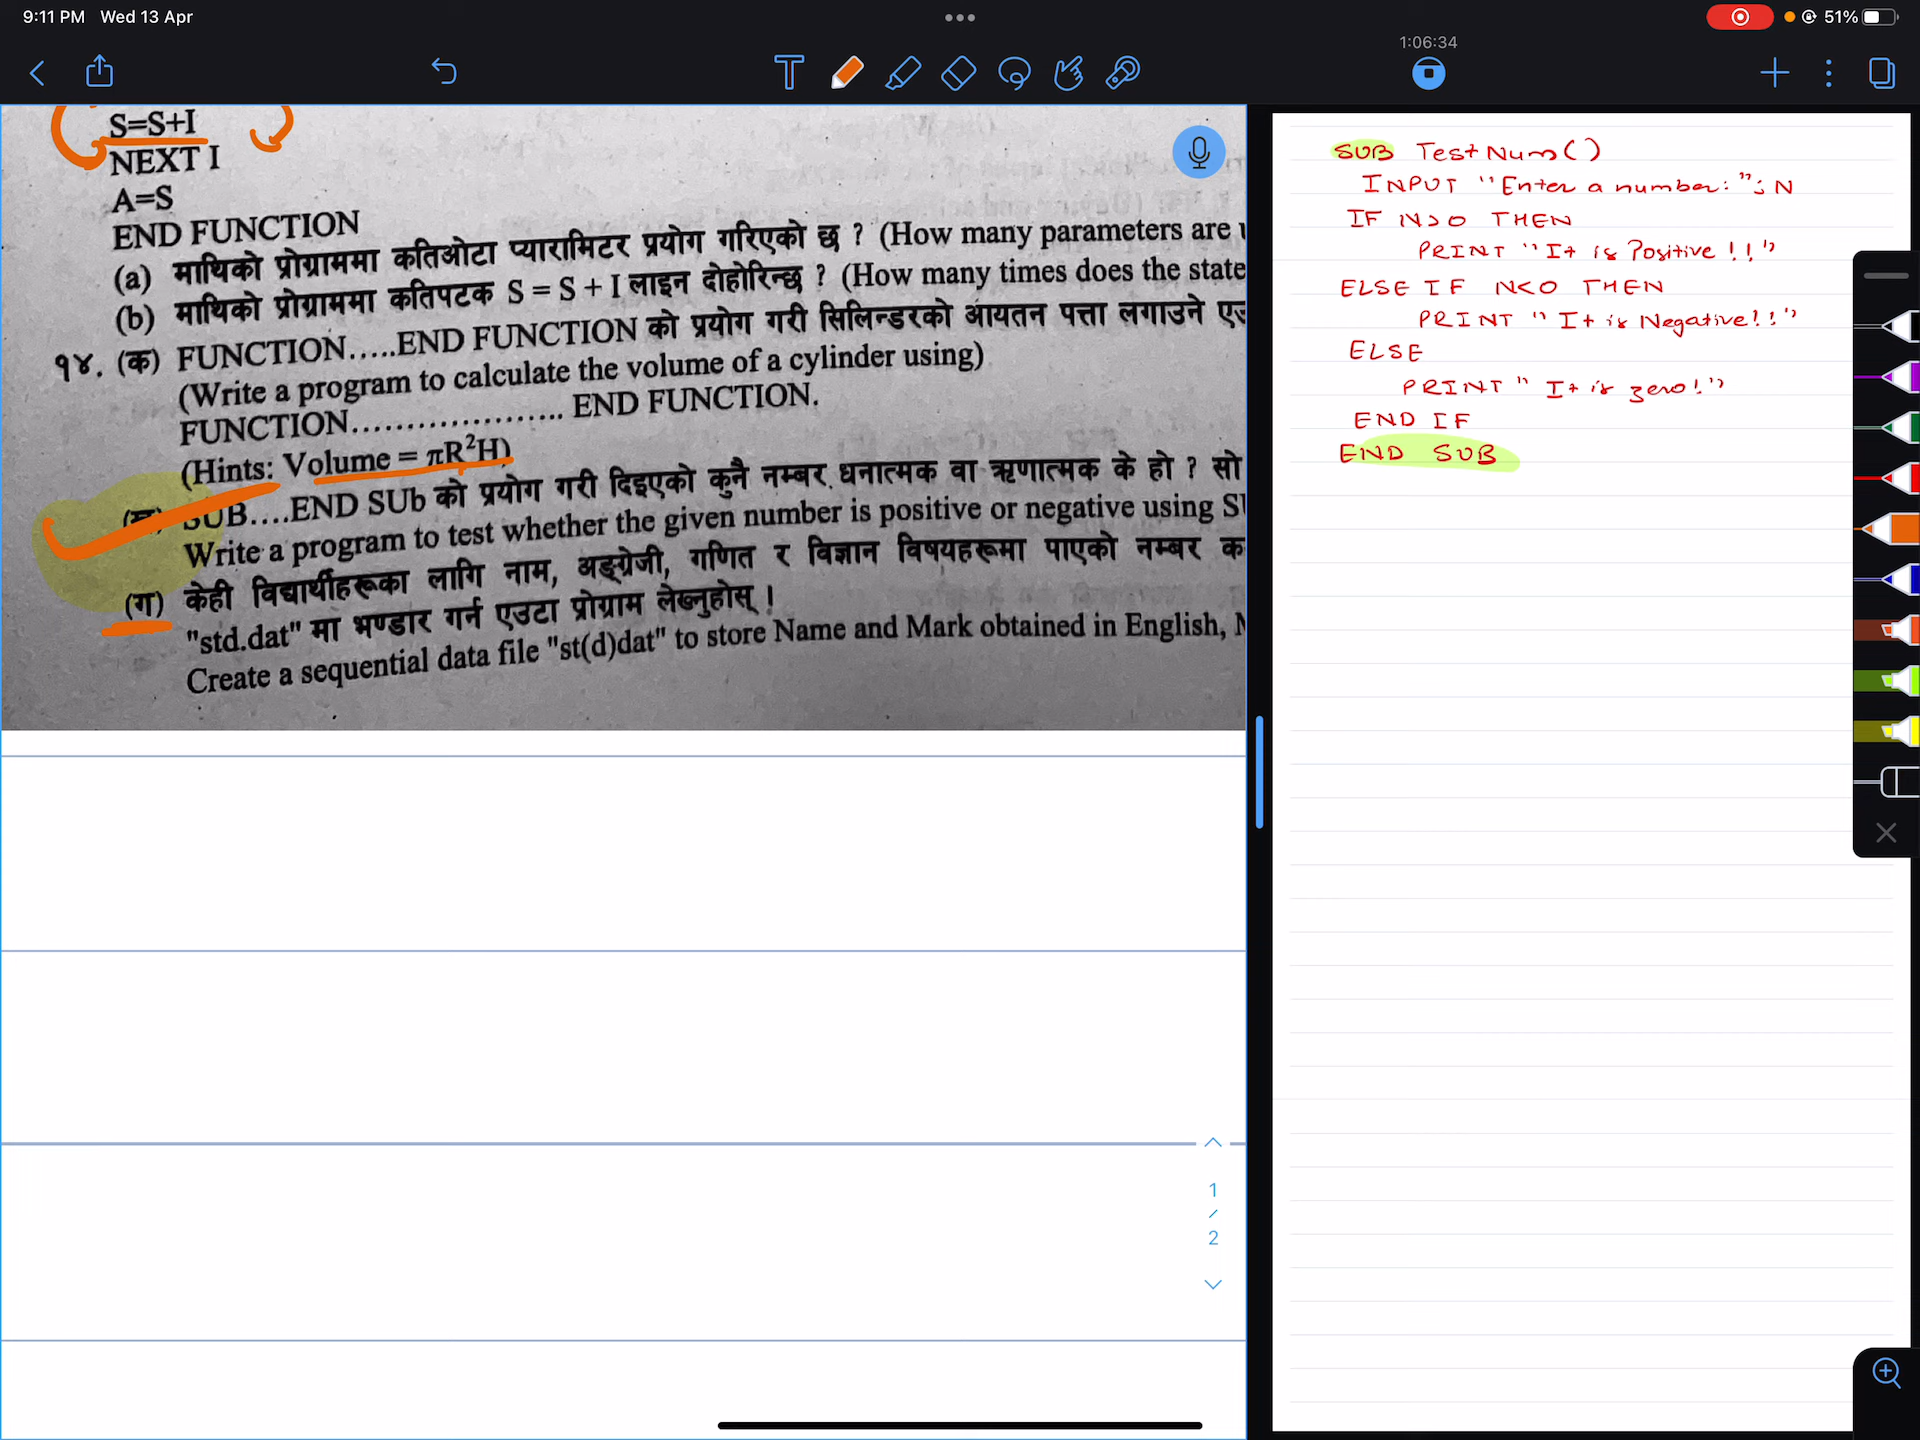 9:11 PM Wed 13 Apr
51%
1:06:34
S=S+I
NEXT I
A=S
END FUNCTION
(a) माथिको प्रोग्राममा कतिओटा प्यारामिटर प्रयोग गरिएको छ ? (How many parameters are
(b) माथिको प्रोग्राममा कतिपटक S = S + I लाइन दोहोरिन्छ ? (How many times does the state
१४. (क) FUNCTION.....END FUNCTION को प्रयोग गरी सिलिन्डरको आयतन पत्ता लगाउने
(Write a program to calculate the volume of a cylinder using)
FUNCTION.................... END FUNCTION.
(Hints: Volume = πR²H)
SUB....END SUb को प्रयोग गरी दिइएको कुनै नम्बर धनात्मक वा ऋणात्मक के हो ? सो
Write a program to test whether the given number is positive or negative using
(ग) केही विद्यार्थीहरूका लागि नाम, अङ्ग्रेजी, गणित र विज्ञान विषयहरूमा पाएको नम्बर
"std.dat" मा भण्डार गर्न एउटा प्रोग्राम लेख्नुहोस् ।
Create a sequential data file "st(d)dat" to store Name and Mark obtained in English,
1
/
2
SUB TestNum()
INPUT "Enter a number: "; N
IF N>0 THEN
PRINT "It is Positive !!"
ELSE IF N<0 THEN
PRINT "It is Negative!!"
ELSE
PRINT " It is zero!"
END IF
END SUB